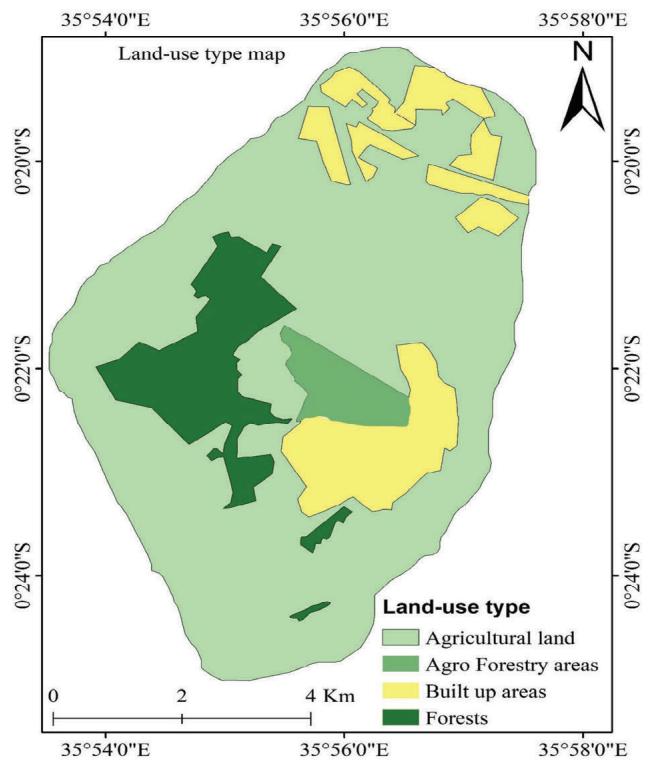 35°54'0"E 35°56'0"E 35°58'0"E
Land-use type map
N
0°20'0"S 0°20'0"S
0°22'0"S 0°22'0"S
0°24'0"S 0°24'0"S
Land-use type
Agricultural land
Agro Forestry areas
Built up areas
Forests
0 2 4 Km
35°54'0"E 35°56'0"E 35°58'0"E